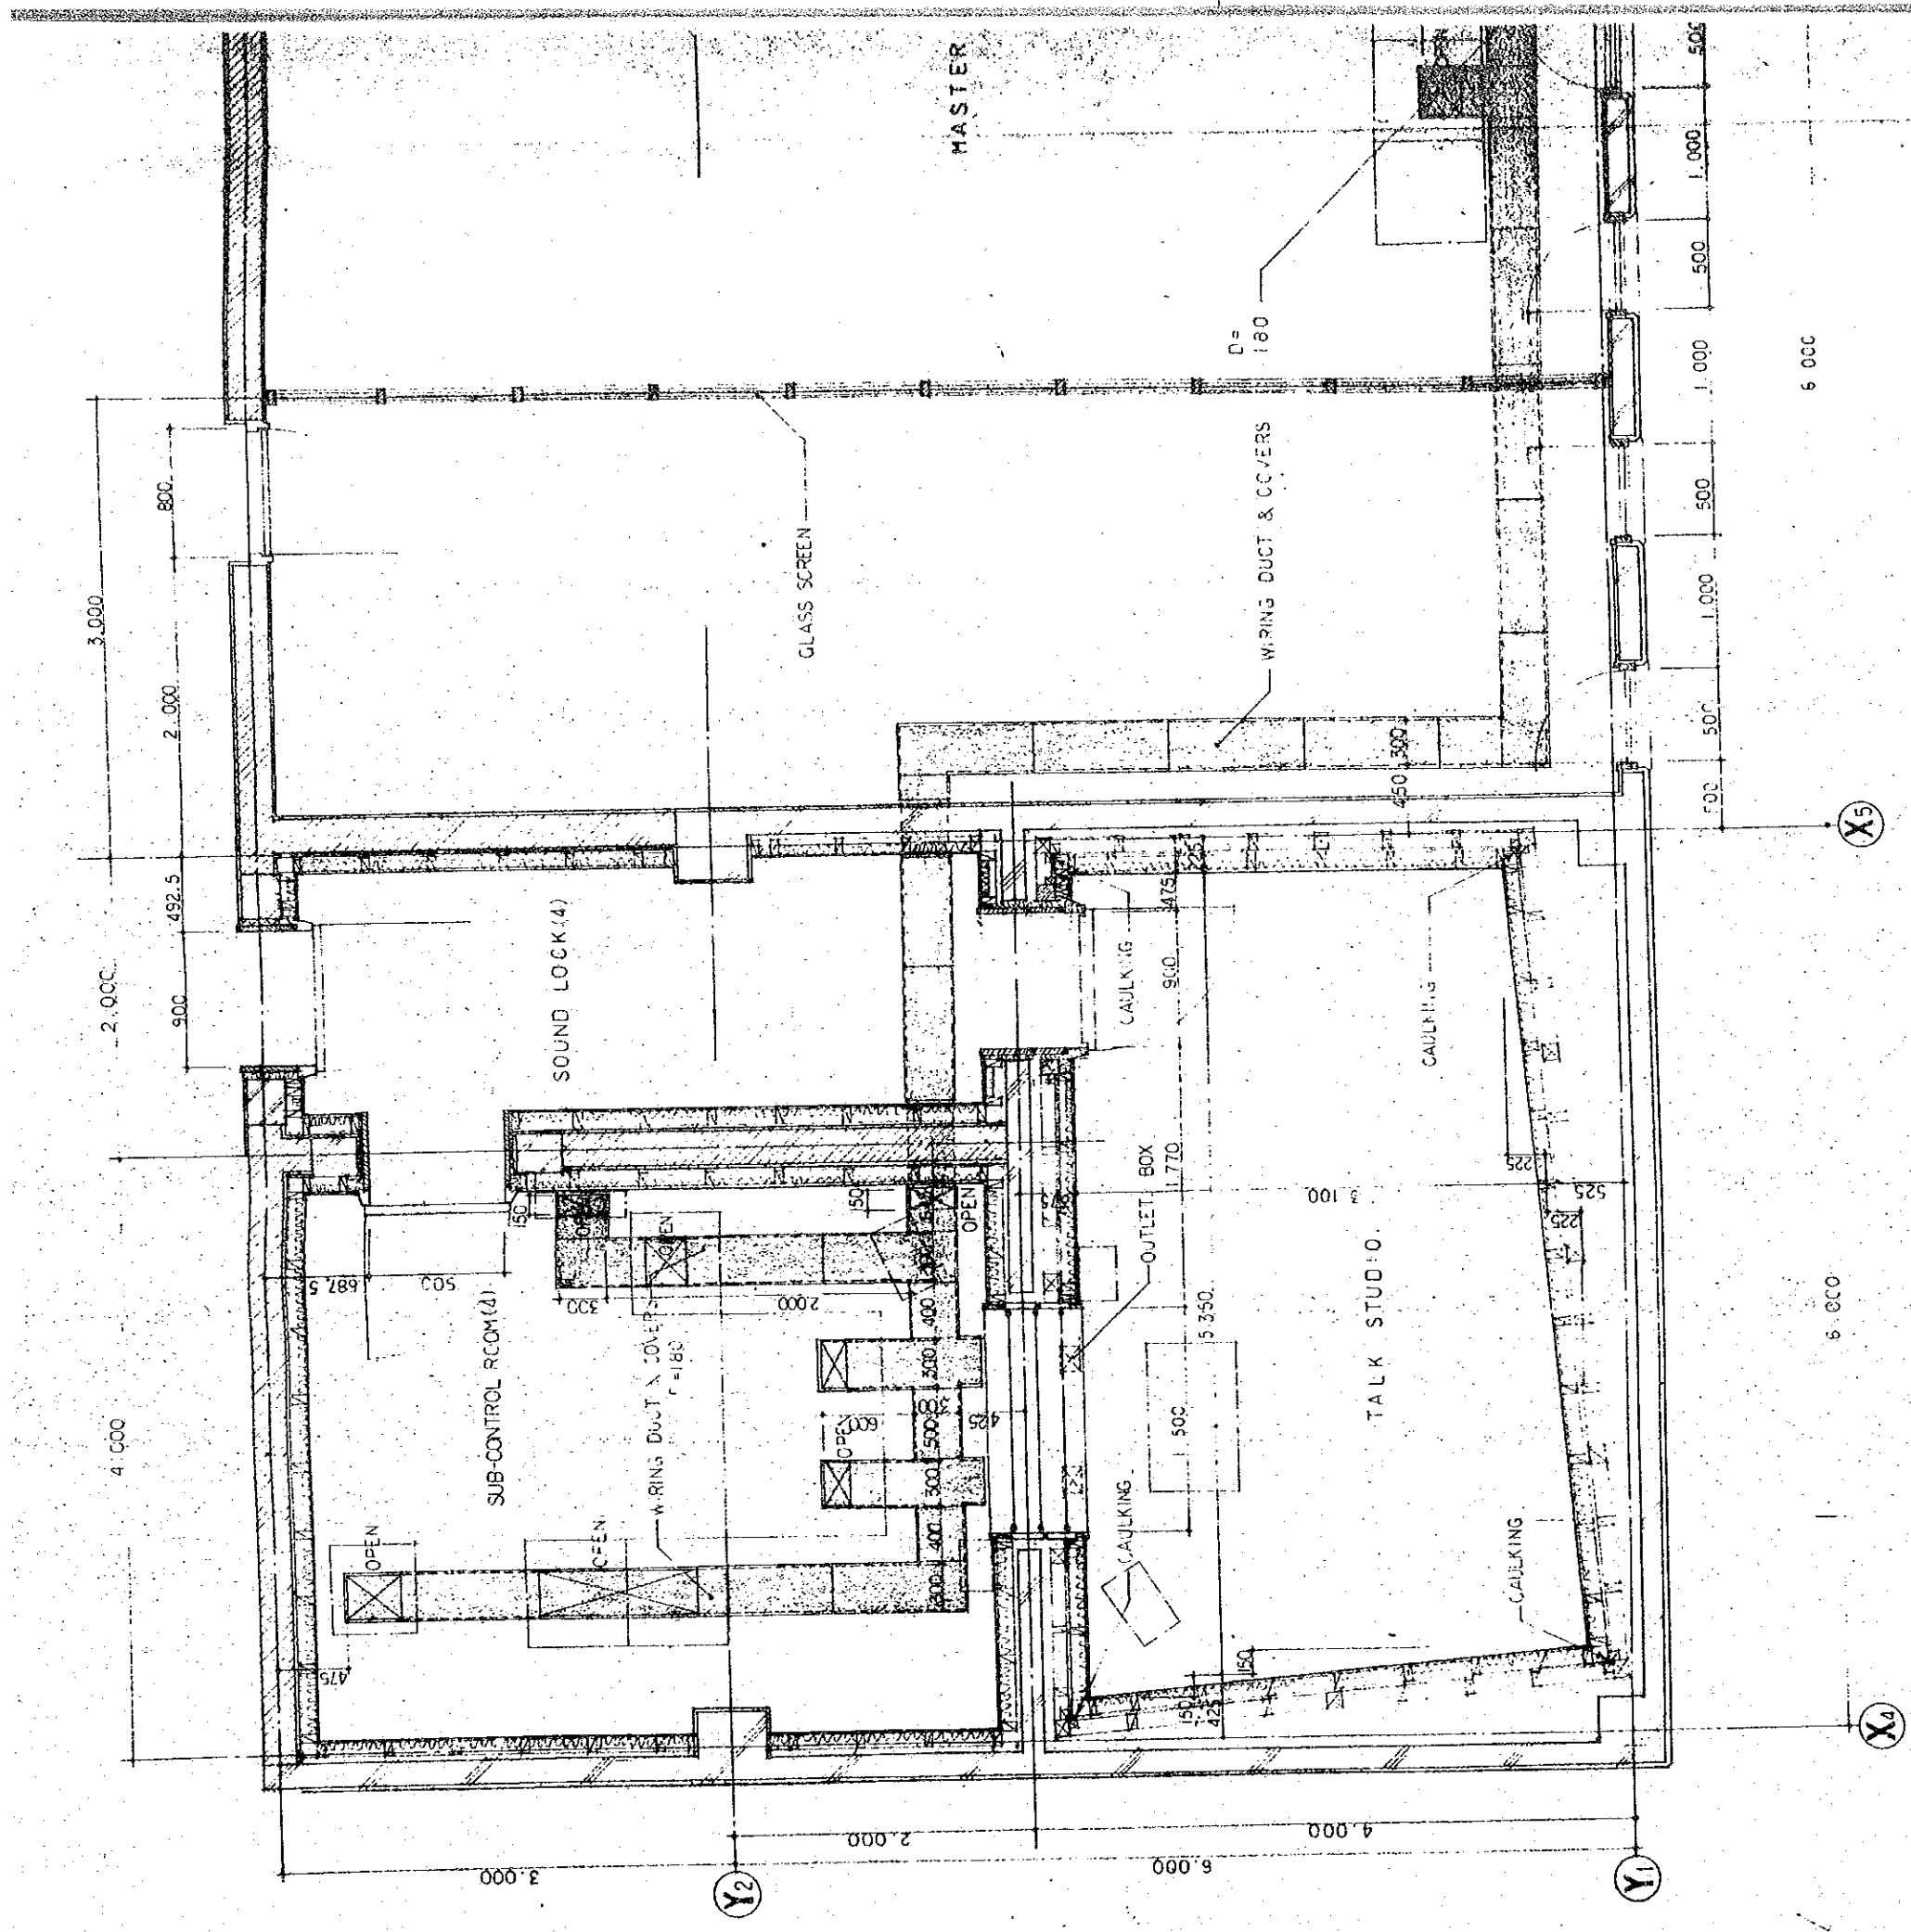 MASTER
500
1.000
500
1.000
500
1.000
500
500
6.000
D=
180
3.000
800
2.000
492.5
900
2.000
4.000
GLASS SCREEN
WIRING DUCT & COVERS
300
450
X5
SOUND LOCK(4)
CAULKING
475
225
900
CAULKING
OUTLET BOX
1.770
3.100
225
525
225
TALK STUDIO
5.350
1.500
6.000
SUB-CONTROL ROOM(4)
687.5
150
OPEN
OPEN
150
OPEN
300
2000
400
300
500
600
425
OPEN
300
400
300
WIRING DUCT & COVERS
OPEN
OPEN
475
CAULKING
CAULKING
150
150
425
X4
3.000
2.000
4.000
6.000
Y2
Y1